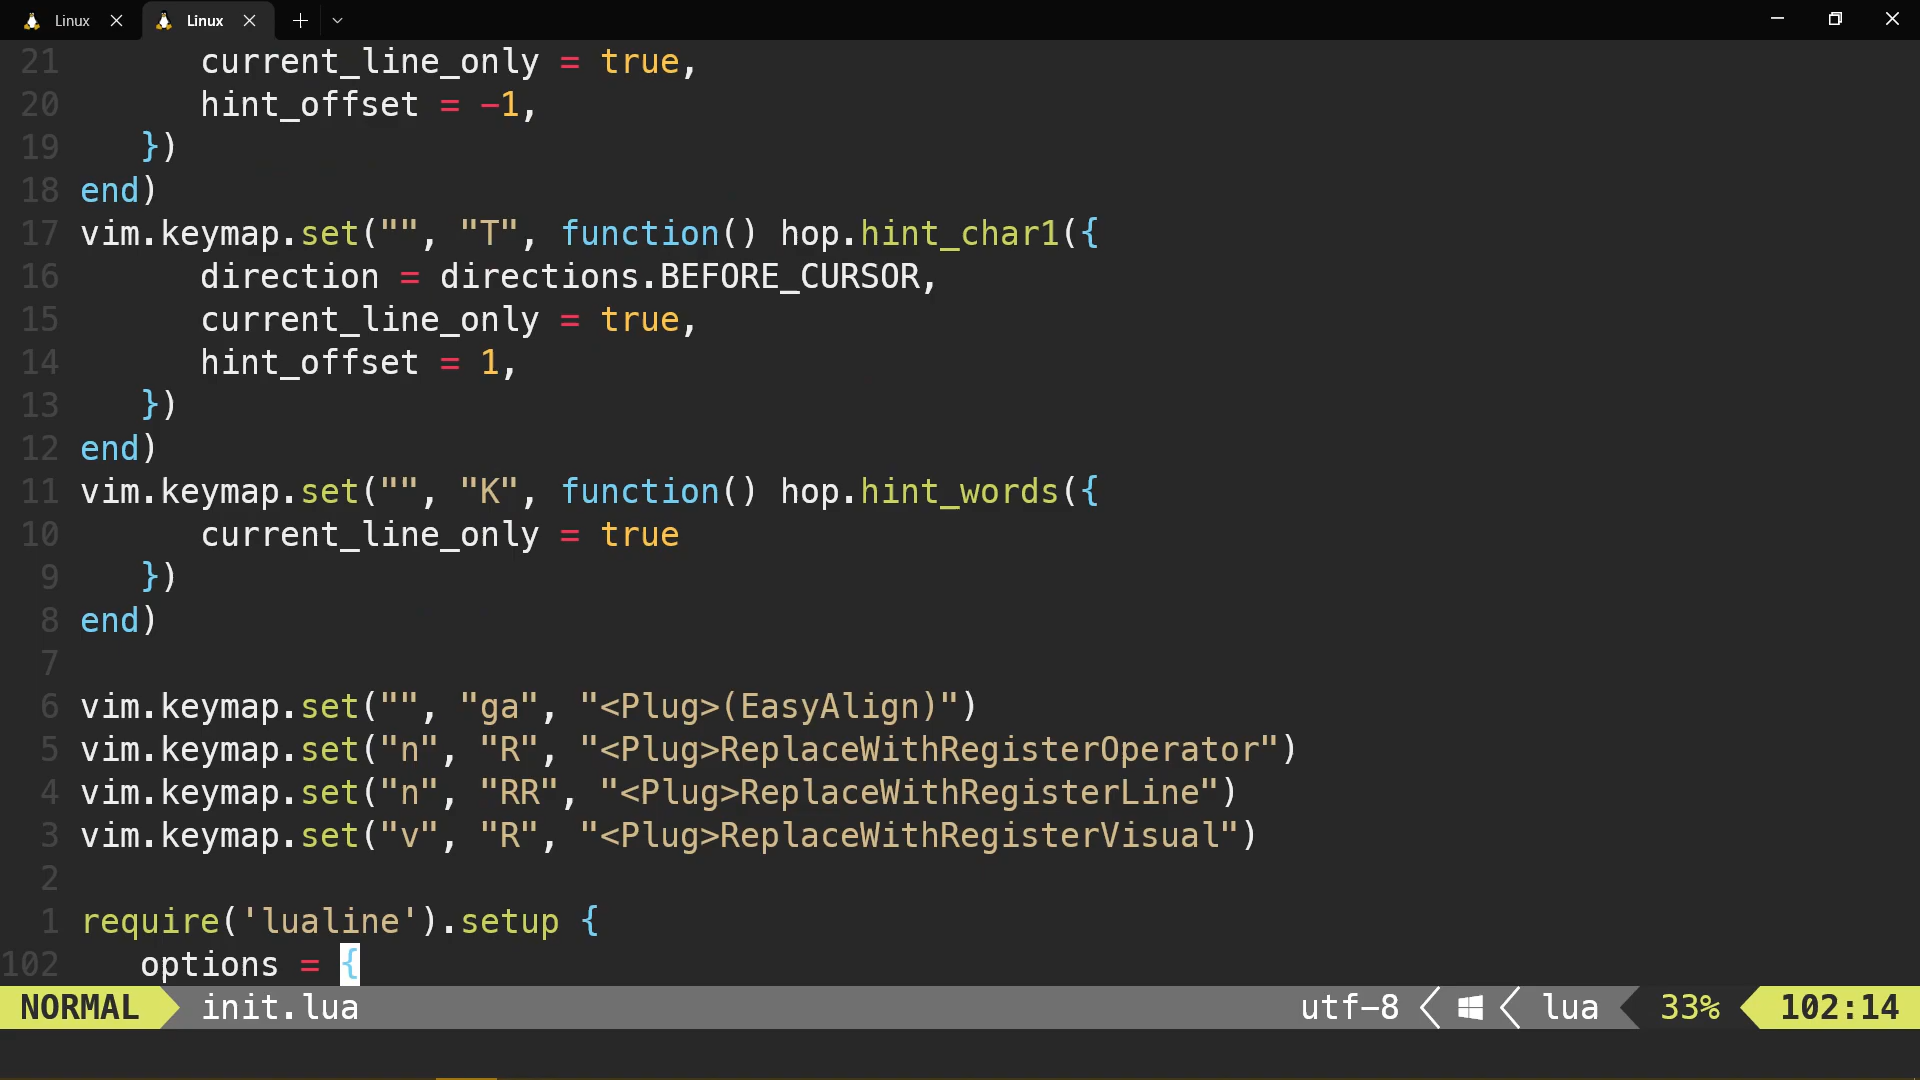 Linux Linux
21 current_line_only = true,
20 hint_offset = -1,
19 })
18 end)
17 vim.keymap.set("", "T", function() hop.hint_char1({
16 direction = directions.BEFORE_CURSOR,
15 current_line_only = true,
14 hint_offset = 1,
13 })
12 end)
11 vim.keymap.set("", "K", function() hop.hint_words({
10 current_line_only = true
9 })
8 end)
7
6 vim.keymap.set("", "ga", "<Plug>(EasyAlign)")
5 vim.keymap.set("n", "R", "<Plug>ReplaceWithRegisterOperator")
4 vim.keymap.set("n", "RR", "<Plug>ReplaceWithRegisterLine")
3 vim.keymap.set("v", "R", "<Plug>ReplaceWithRegisterVisual")
2
1 require('lualine').setup {
102 options = {
NORMAL init.lua utf-8 lua 33% 102:14